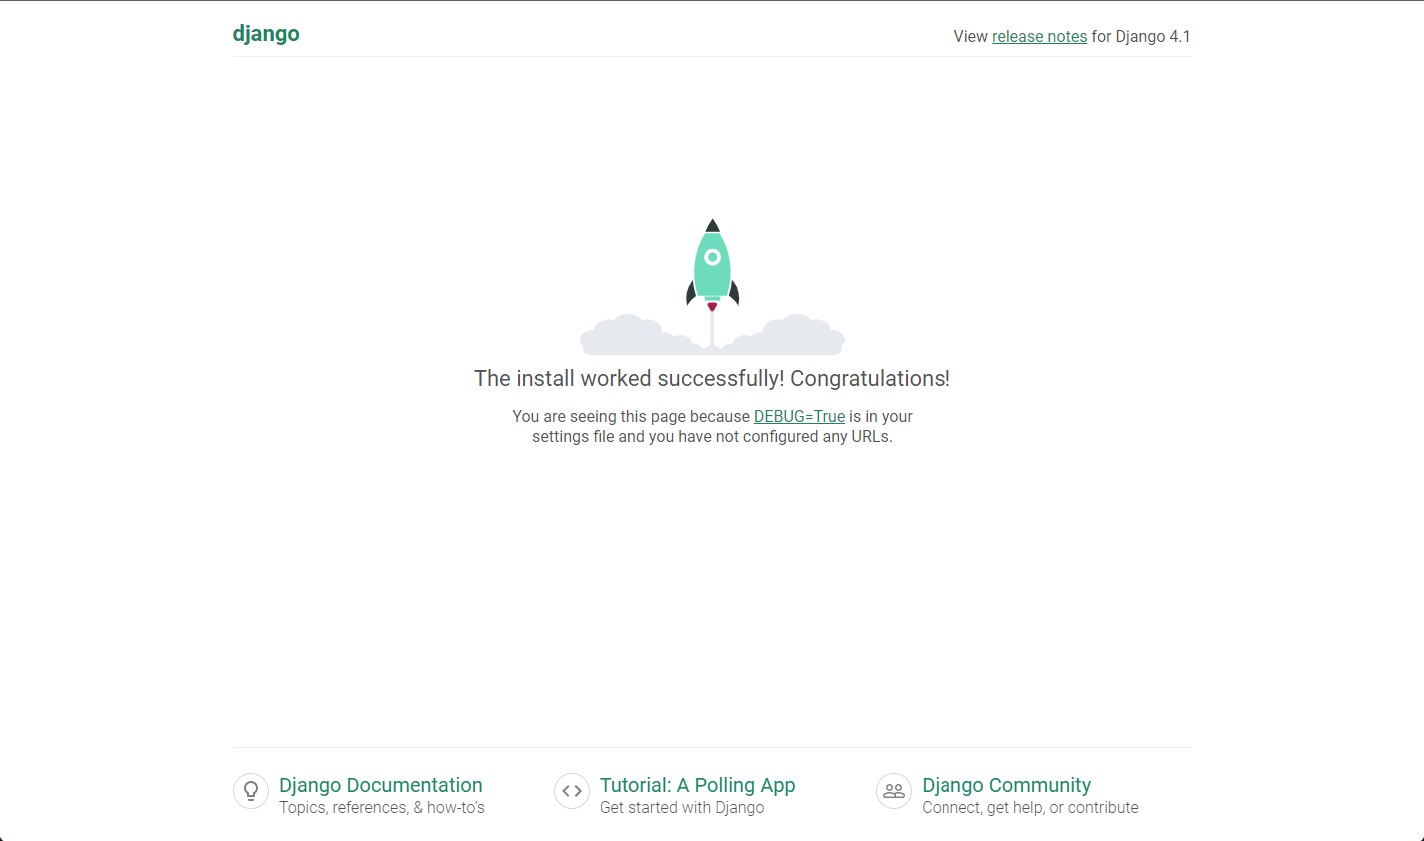 django
View release notes for Django 4.1
The install worked successfully! Congratulations!
You are seeing this page because DEBUG=True is in your
settings file and you have not configured any URLs.
Django Documentation
Topics, references, & how-to's
Tutorial: A Polling App
Get started with Django
Django Community
Connect, get help, or contribute